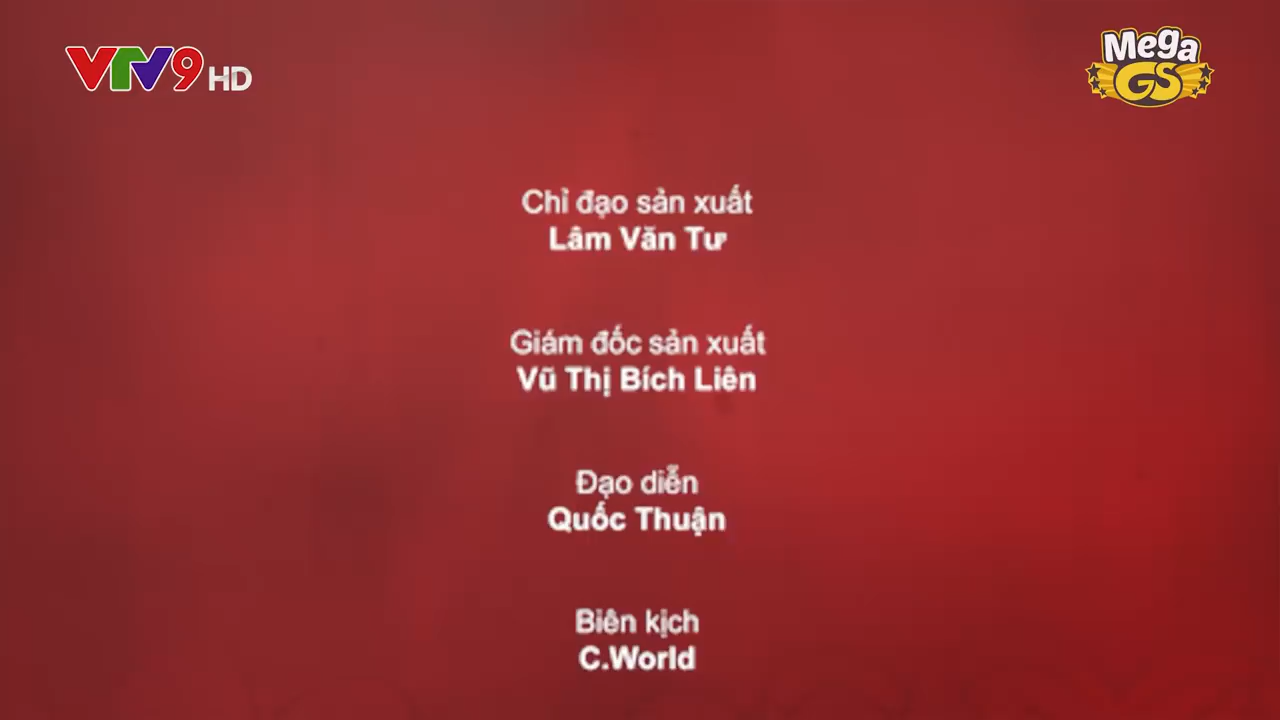 VTV9 HD
Mega
GS
Chỉ đạo sản xuất
Lâm Văn Tư
Giám đốc sản xuất
Vũ Thị Bích Liên
Đạo diễn
Quốc Thuận
Biên kịch
C.World